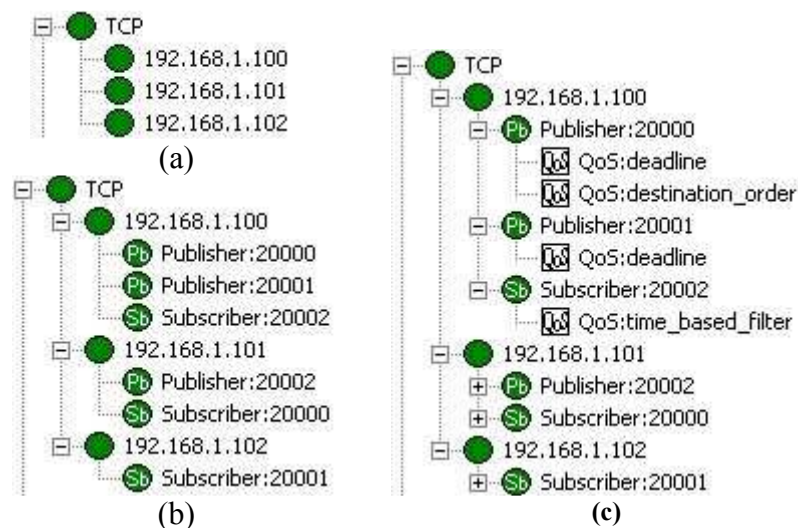 TCP
192.168.1.100
192.168.1.101
192.168.1.102
(a)
TCP
192.168.1.100
Pb Publisher:20000
Pb Publisher:20001
Sb Subscriber:20002
192.168.1.101
Pb Publisher:20002
Sb Subscriber:20000
192.168.1.102
Sb Subscriber:20001
(b)
TCP
192.168.1.100
Pb Publisher:20000
QoS QoS:deadline
QoS QoS:destination_order
Pb Publisher:20001
QoS QoS:deadline
Sb Subscriber:20002
QoS QoS:time_based_filter
192.168.1.101
Pb Publisher:20002
Sb Subscriber:20000
192.168.1.102
Sb Subscriber:20001
(c)